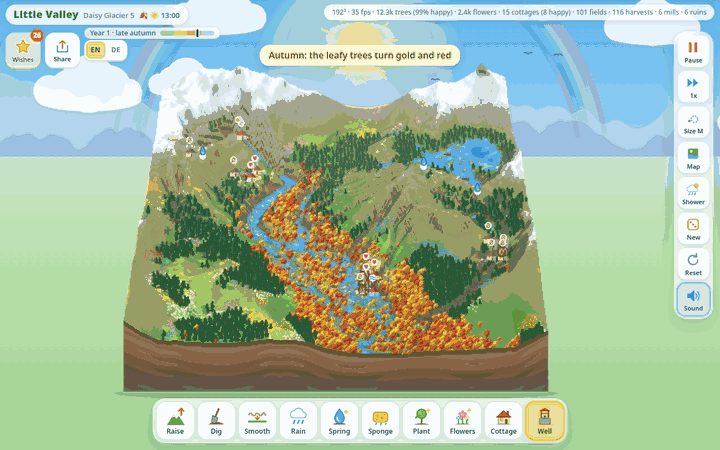 Little Valley Daisy Glacier 5 13:00
192² · 35 fps · 12.3k trees (99% happy) · 2.4k flowers · 15 cottages (8 happy) · 101 fields · 116 harvests · 6 mills · 6 ruins
Year 1 · late autumn
26
Wishes
Share
EN DE
Autumn: the leafy trees turn gold and red
Pause
1x
Size M
Map
Shower
New
Reset
Sound
Raise
Dig
Smooth
Rain
Spring
Sponge
Plant
Flowers
Cottage
Well